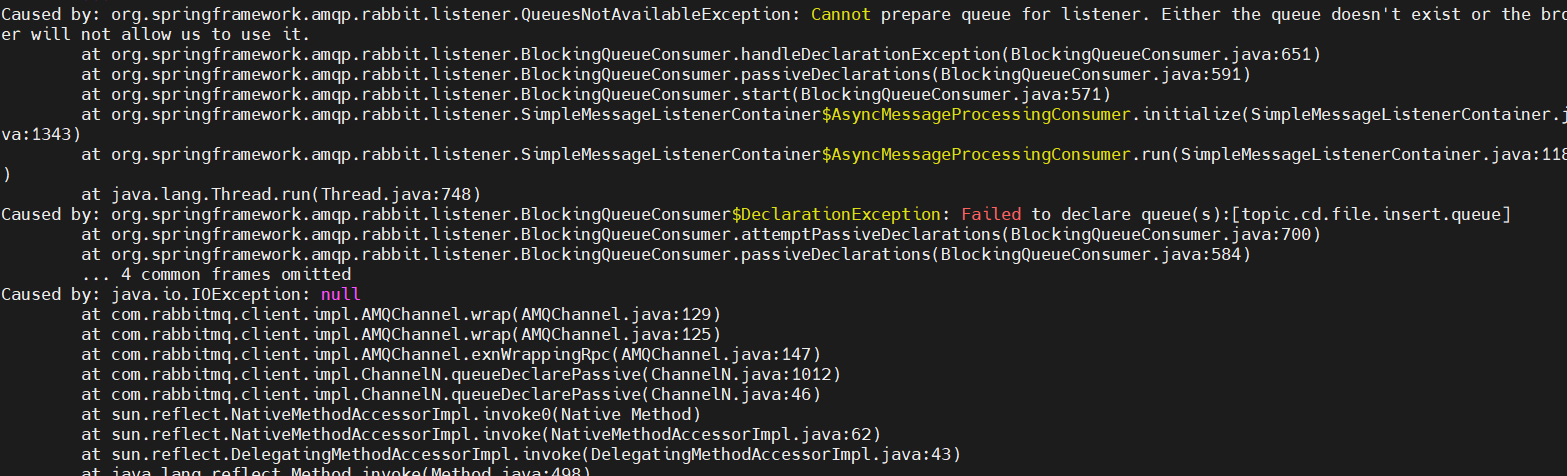 Caused by: org.springframework.amqp.rabbit.listener.QueuesNotAvailableException: Cannot prepare queue for listener. Either the queue doesn't exist or the bro
er will not allow us to use it.
at org.springframework.amqp.rabbit.listener.BlockingQueueConsumer.handleDeclarationException(BlockingQueueConsumer.java:651)
at org.springframework.amqp.rabbit.listener.BlockingQueueConsumer.passiveDeclarations(BlockingQueueConsumer.java:591)
at org.springframework.amqp.rabbit.listener.BlockingQueueConsumer.start(BlockingQueueConsumer.java:571)
at org.springframework.amqp.rabbit.listener.SimpleMessageListenerContainer$AsyncMessageProcessingConsumer.initialize(SimpleMessageListenerContainer.j
va:1343)
at org.springframework.amqp.rabbit.listener.SimpleMessageListenerContainer$AsyncMessageProcessingConsumer.run(SimpleMessageListenerContainer.java:118
)
at java.lang.Thread.run(Thread.java:748)
Caused by: org.springframework.amqp.rabbit.listener.BlockingQueueConsumer$DeclarationException: Failed to declare queue(s):[topic.cd.file.insert.queue]
at org.springframework.amqp.rabbit.listener.BlockingQueueConsumer.attemptPassiveDeclarations(BlockingQueueConsumer.java:700)
at org.springframework.amqp.rabbit.listener.BlockingQueueConsumer.passiveDeclarations(BlockingQueueConsumer.java:584)
... 4 common frames omitted
Caused by: java.io.IOException: null
at com.rabbitmq.client.impl.AMQChannel.wrap(AMQChannel.java:129)
at com.rabbitmq.client.impl.AMQChannel.wrap(AMQChannel.java:125)
at com.rabbitmq.client.impl.AMQChannel.exnWrappingRpc(AMQChannel.java:147)
at com.rabbitmq.client.impl.ChannelN.queueDeclarePassive(ChannelN.java:1012)
at com.rabbitmq.client.impl.ChannelN.queueDeclarePassive(ChannelN.java:46)
at sun.reflect.NativeMethodAccessorImpl.invoke0(Native Method)
at sun.reflect.NativeMethodAccessorImpl.invoke(NativeMethodAccessorImpl.java:62)
at sun.reflect.DelegatingMethodAccessorImpl.invoke(DelegatingMethodAccessorImpl.java:43)
at java.lang.reflect.Method.invoke(Method.java:498)